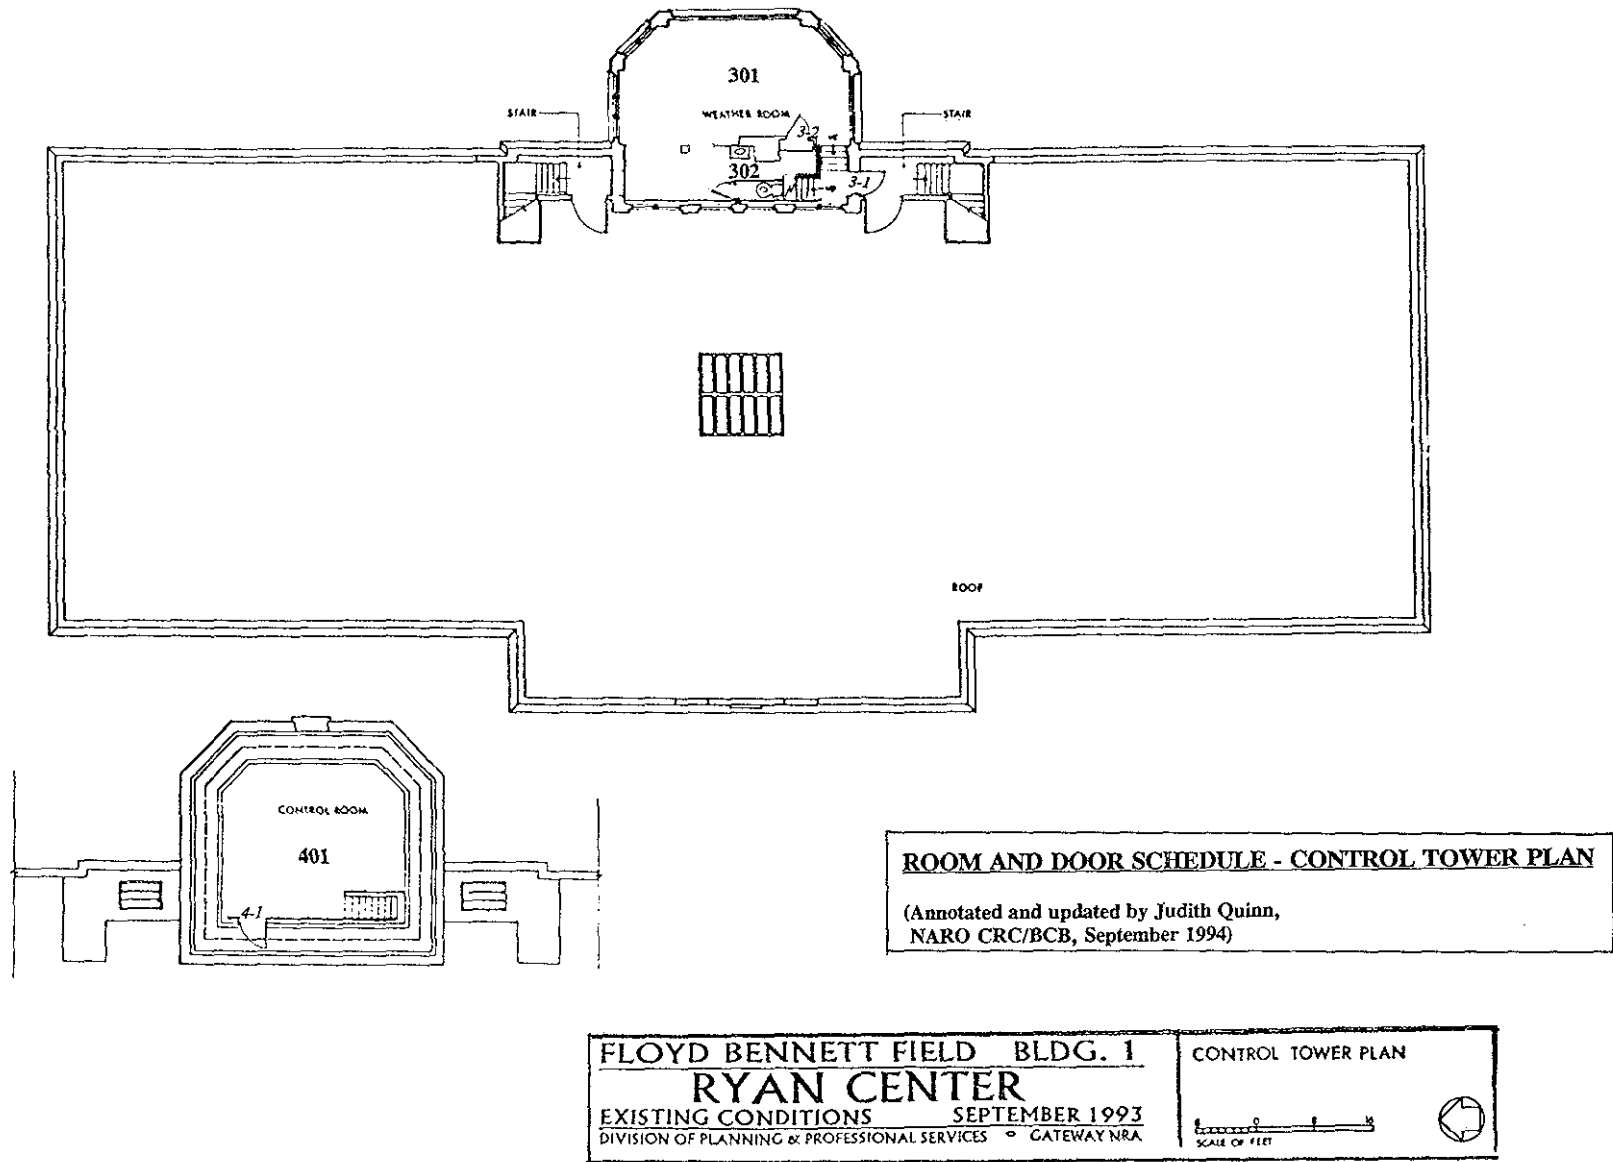 301
WEATHER ROOM
STAIR
STAIR
3-2
302
3-1
ROOF
CONTROL ROOM
401
4-1
ROOM AND DOOR SCHEDULE - CONTROL TOWER PLAN
(Annotated and updated by Judith Quinn,
NARO CRC/BCB, September 1994)
FLOYD BENNETT FIELD BLDG. 1
RYAN CENTER
EXISTING CONDITIONS SEPTEMBER 1993
DIVISION OF PLANNING & PROFESSIONAL SERVICES ° GATEWAY NRA
CONTROL TOWER PLAN
SCALE OF FEET